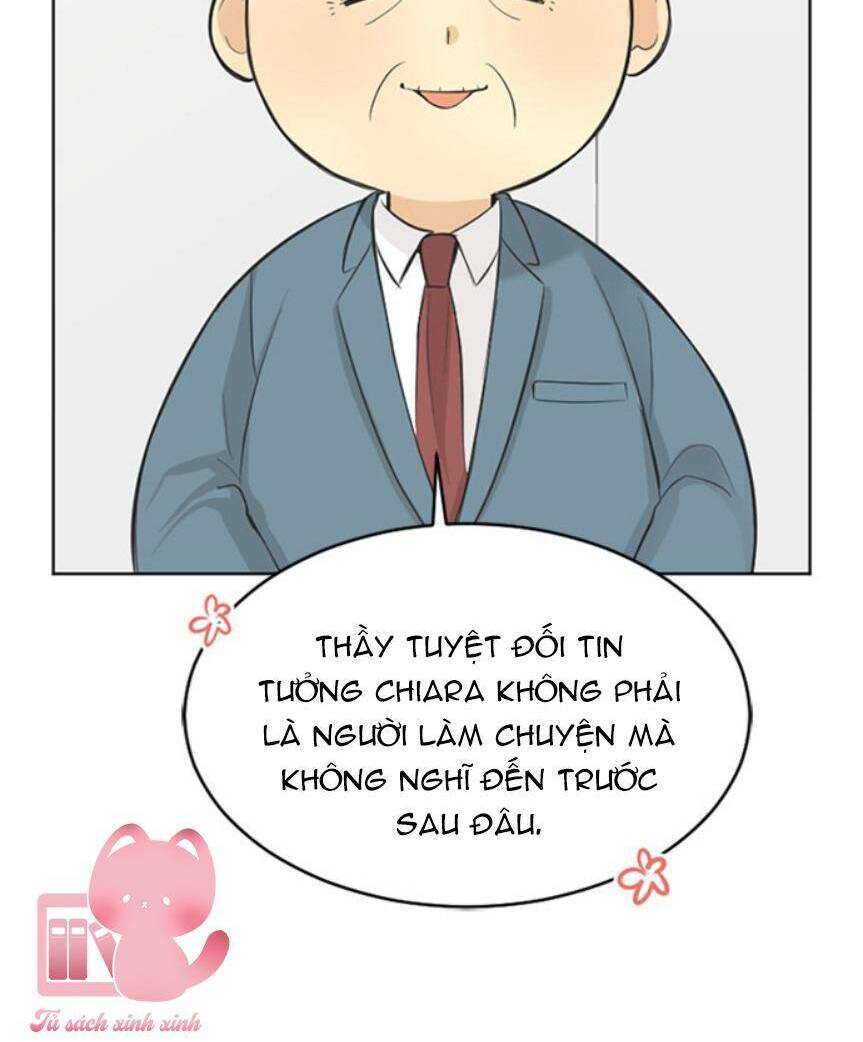 THẦY TUYỆT ĐỐI TIN
TƯỞNG CHIARA KHÔNG PHẢI
LÀ NGƯỜI LÀM CHUYỆN MÀ
KHÔNG NGHĨ ĐẾN TRƯỚC
SAU ĐÂU.
Tủ sách xinh xinh